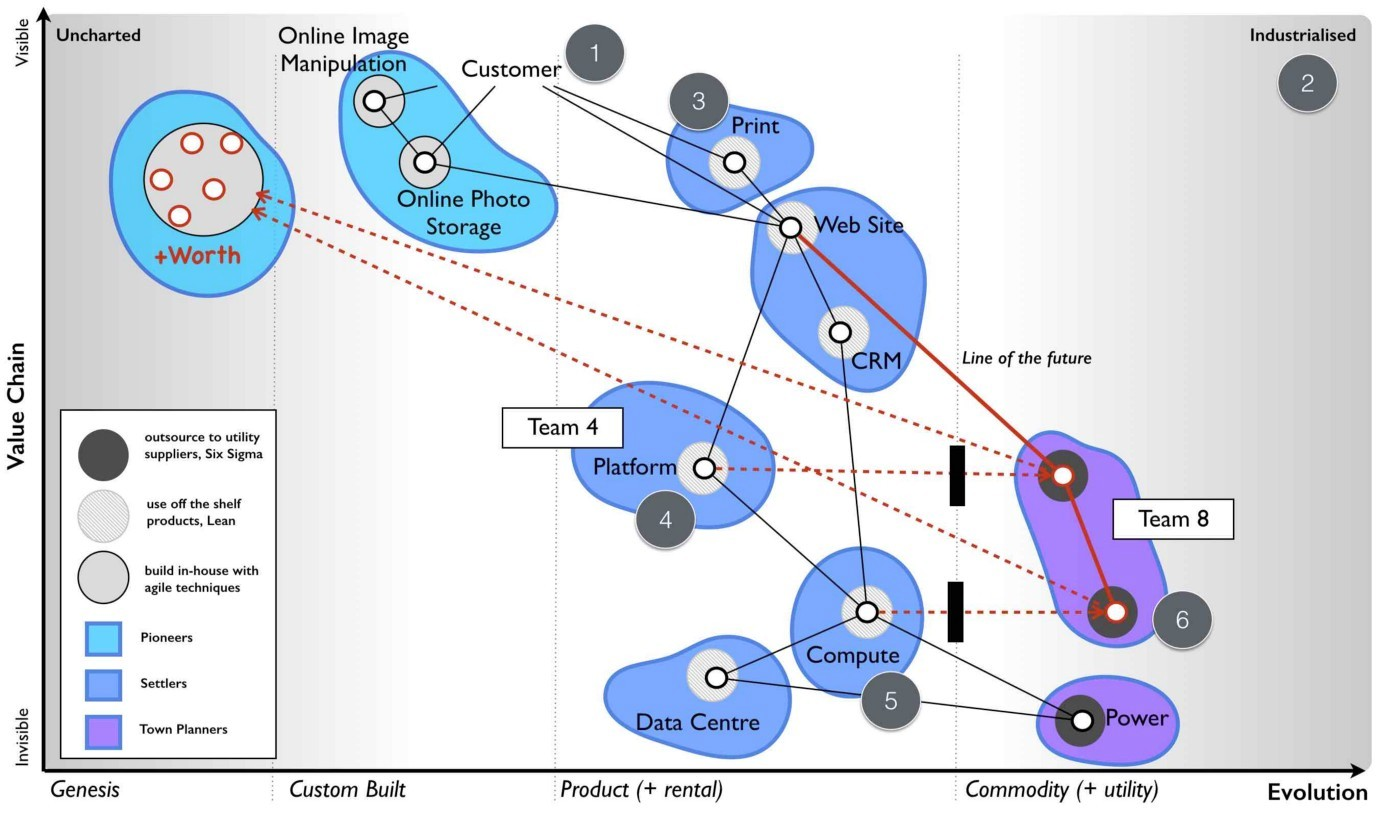 Visible
Uncharted
Online Image
Manipulation
Customer
1
Industrialised
2
3
Print
Online Photo
Storage
Web Site
+Worth
CRM
Line of the future
Value Chain
Team 4
Platform
4
Team 8
outsource to utility
suppliers, Six Sigma
use off the shelf
products, Lean
build in-house with
agile techniques
Pioneers
Settlers
Town Planners
6
Compute
5
Data Centre
Power
Invisible
Genesis
Custom Built
Product (+ rental)
Commodity (+ utility)
Evolution